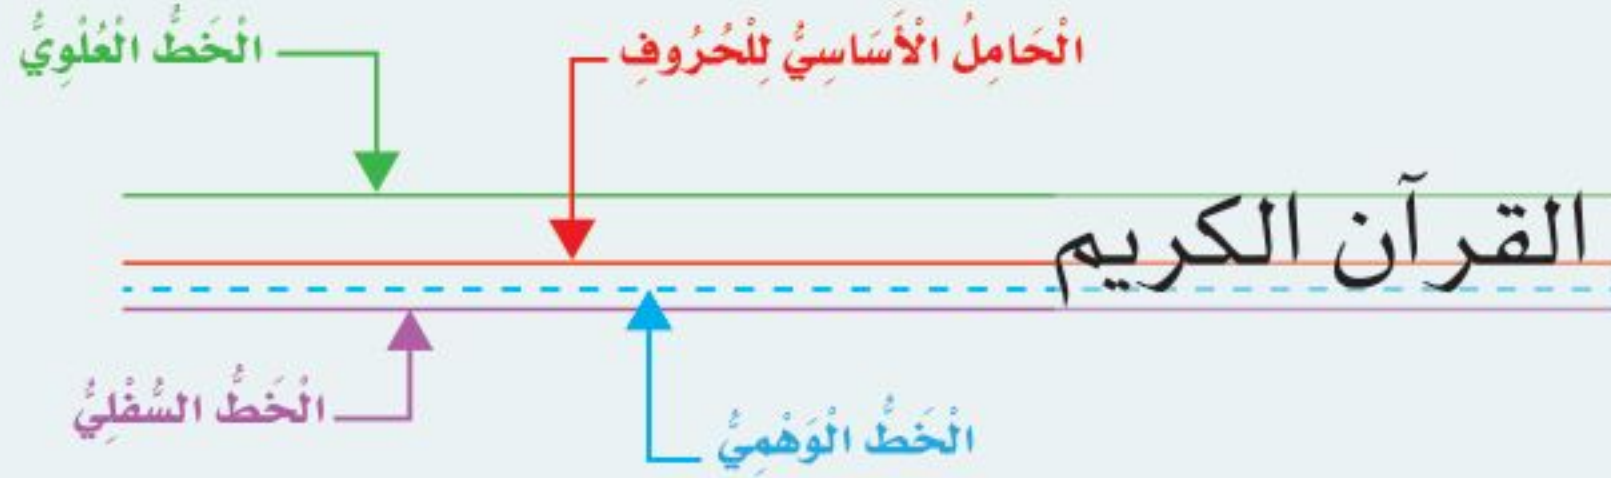 الْحَامِلُ الْأَسَاسِيُّ لِلْحُرُوفِ
الْخَطُّ الْعُلْوِيُّ
القرآن الكريم
الْخَطُّ السُّفْلِيُّ
الْخَطُّ الْوَهْمِيُّ